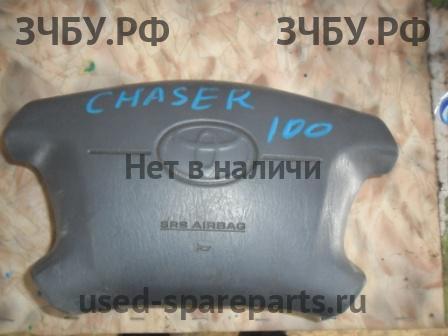 ЗЧБУ.РФ ЗЧБУ.РФ
CHASER
100
Нет в наличи
SRS AIRBAG
used-spareparts.ru